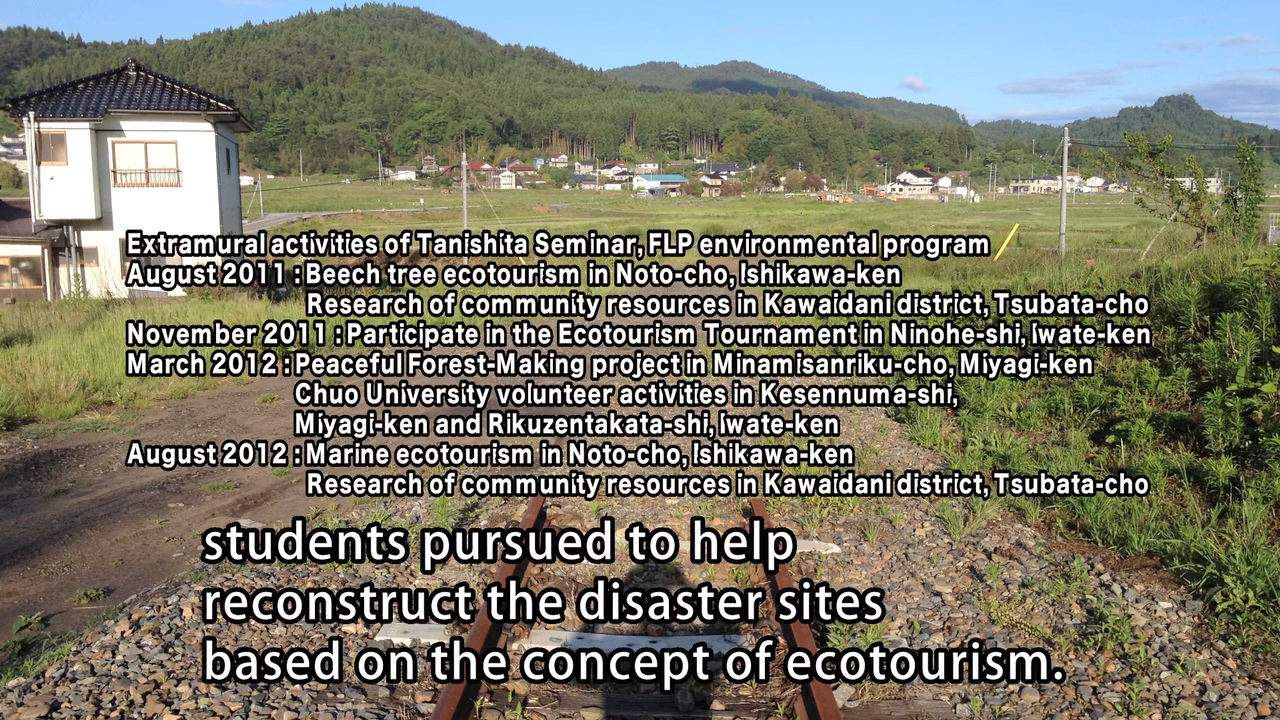 Extramural activities of Tanishita Seminar, FLP environmental program
August 2011 : Beech tree ecotourism in Noto-cho, Ishikawa-ken
Research of community resources in Kawaidani district, Tsubata-cho
November 2011 : Participate in the Ecotourism Tournament in Ninohe-shi, Iwate-ken
March 2012 : Peaceful Forest-Making project in Minamisanriku-cho, Miyagi-ken
Chuo University volunteer activities in Kesennuma-shi,
Miyagi-ken and Rikuzentakata-shi, Iwate-ken
August 2012 : Marine ecotourism in Noto-cho, Ishikawa-ken
Research of community resources in Kawaidani district, Tsubata-cho
students pursued to help
reconstruct the disaster sites
based on the concept of ecotourism.